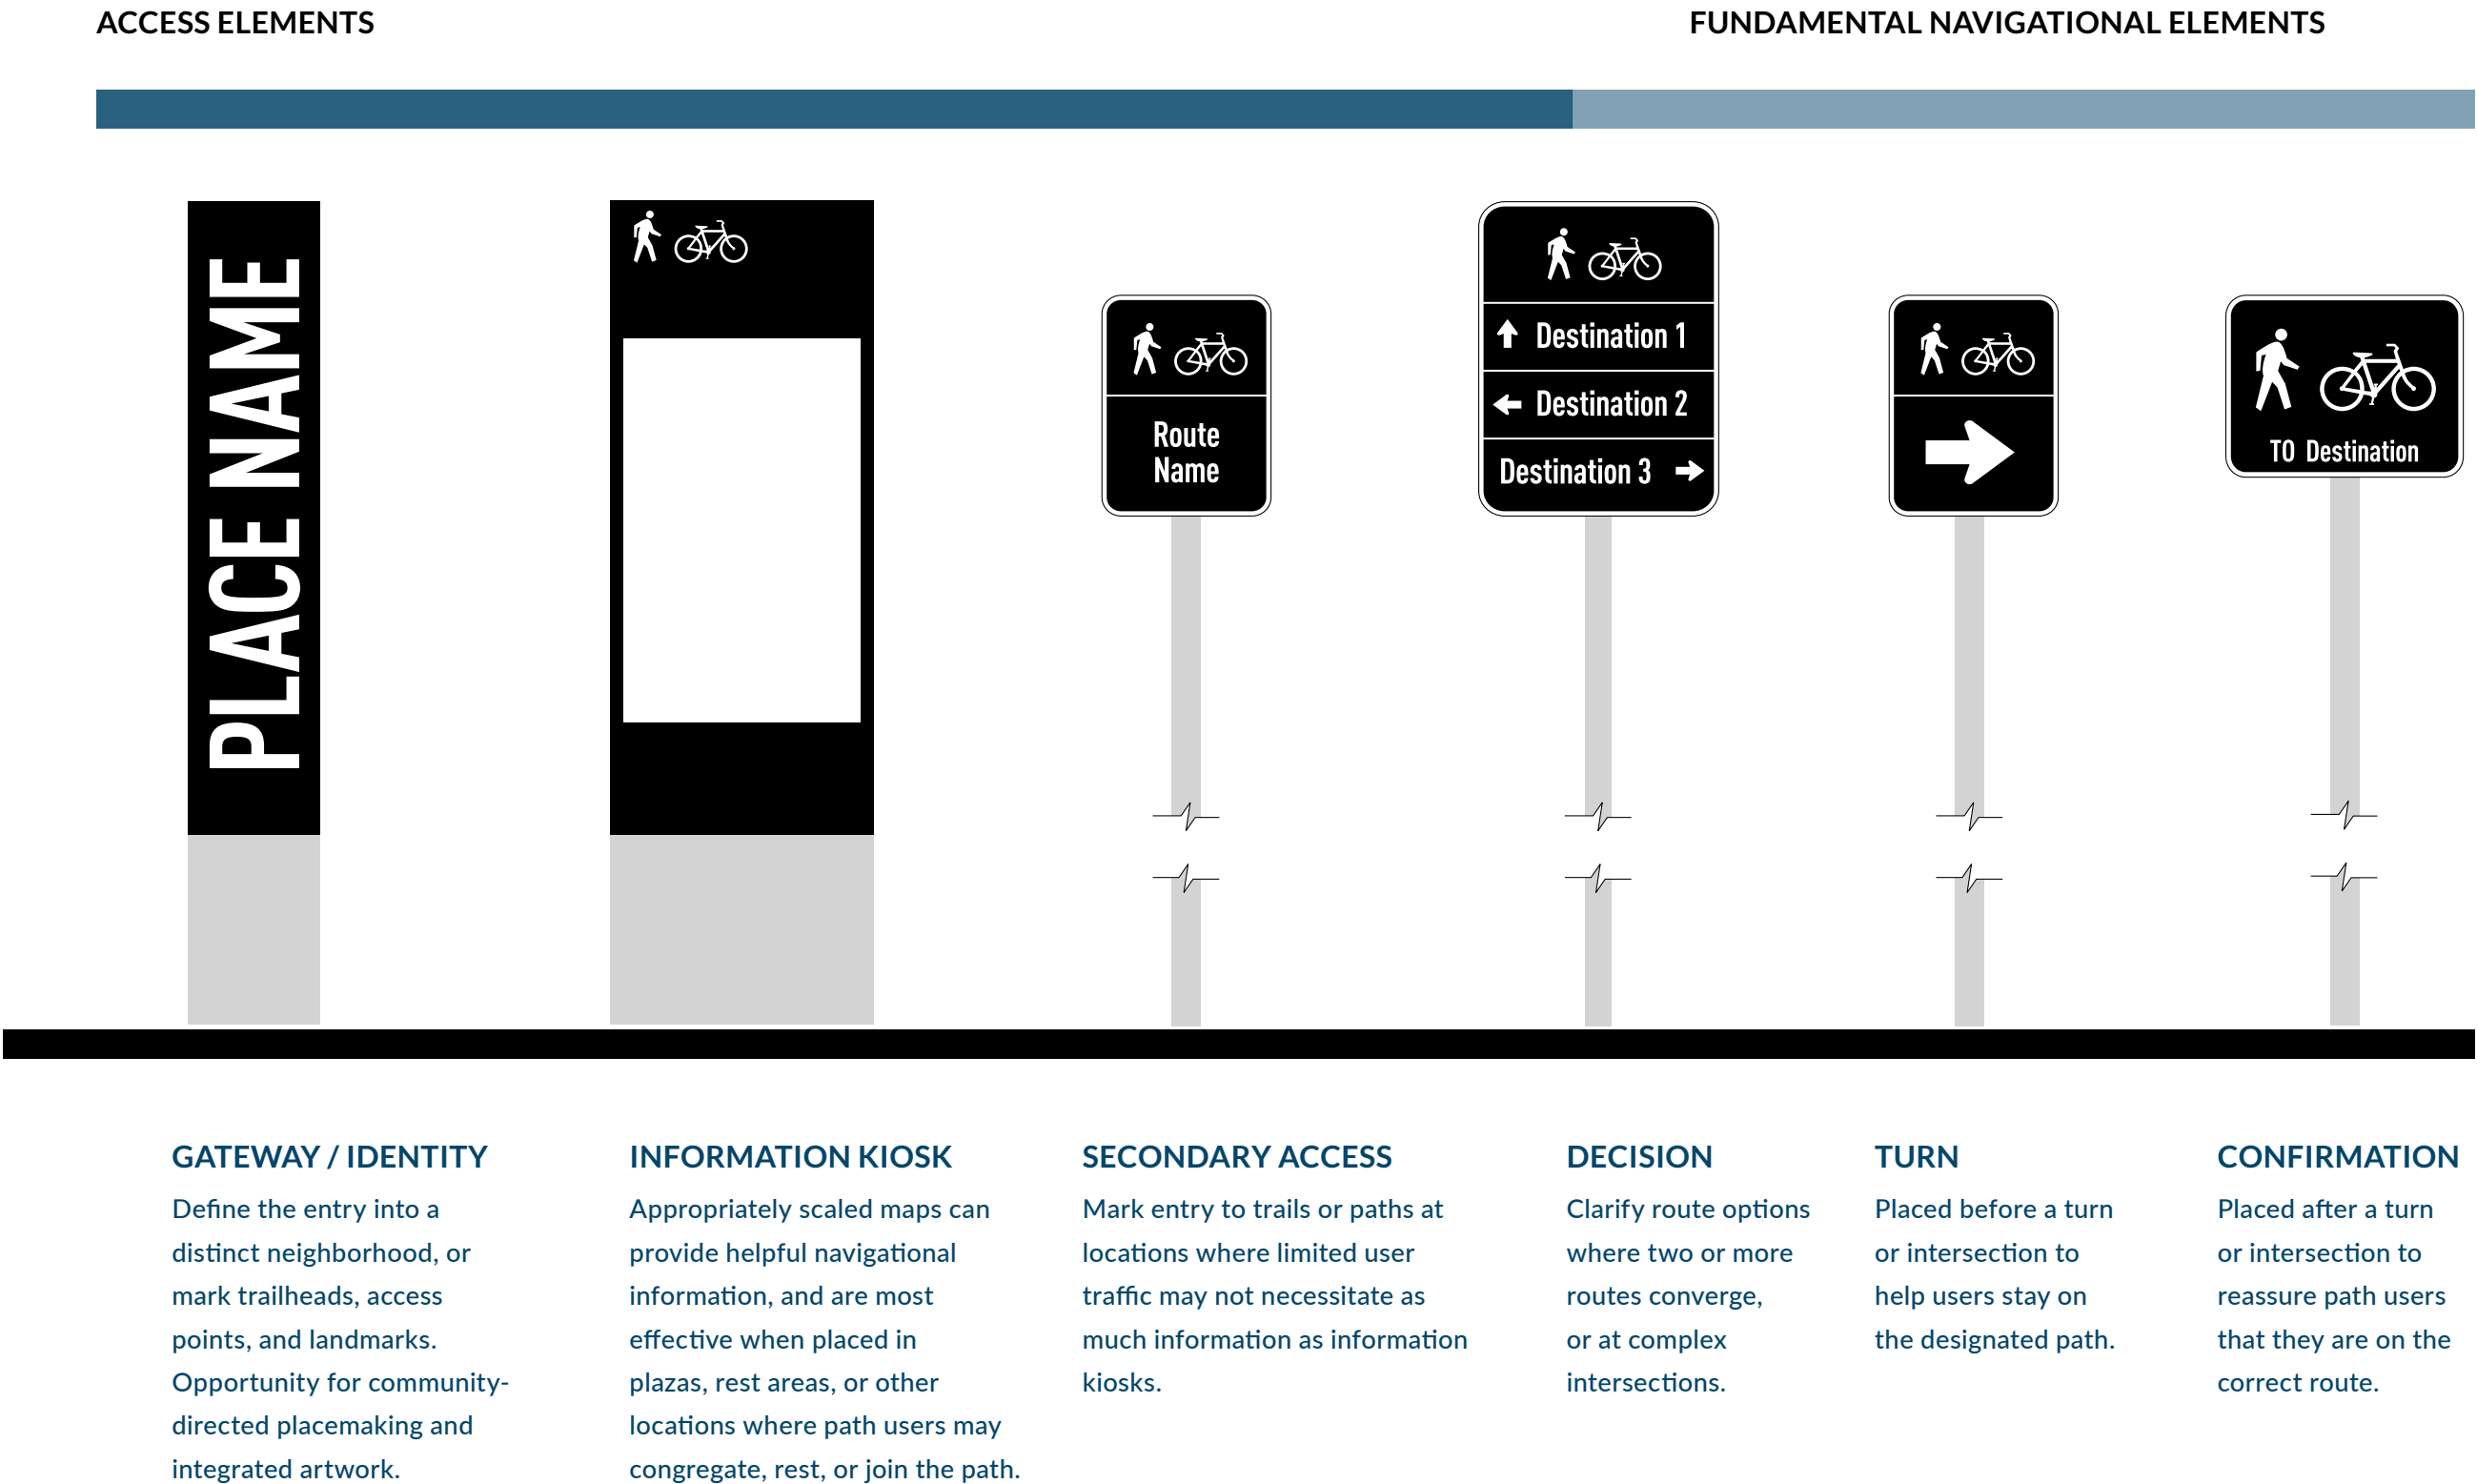 ACCESS ELEMENTS
FUNDAMENTAL NAVIGATIONAL ELEMENTS
PLACE NAME
Route
Name
Destination 1
Destination 2
Destination 3
TO Destination
GATEWAY / IDENTITY
Define the entry into a
distinct neighborhood, or
mark trailheads, access
points, and landmarks.
Opportunity for community-
directed placemaking and
integrated artwork.
INFORMATION KIOSK
Appropriately scaled maps can
provide helpful navigational
information, and are most
effective when placed in
plazas, rest areas, or other
locations where path users may
congregate, rest, or join the path.
SECONDARY ACCESS
Mark entry to trails or paths at
locations where limited user
traffic may not necessitate as
much information as information
kiosks.
DECISION
Clarify route options
where two or more
routes converge,
or at complex
intersections.
TURN
Placed before a turn
or intersection to
help users stay on
the designated path.
CONFIRMATION
Placed after a turn
or intersection to
reassure path users
that they are on the
correct route.